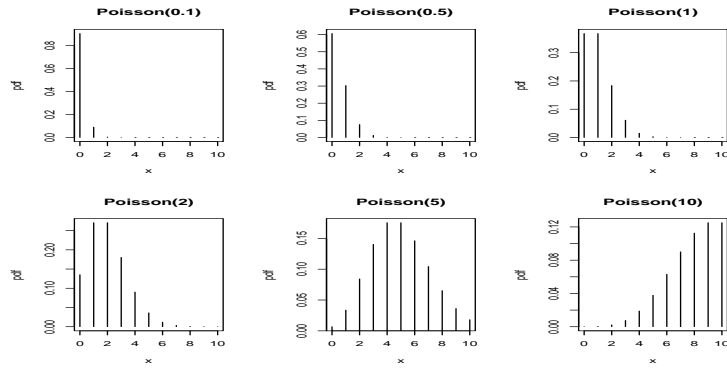 Poisson(0.1)
pdf
0.0 0.2 0.4 0.6 0.8
0 2 4 6 8 10
x
Poisson(0.5)
pdf
0.0 0.1 0.2 0.3 0.4 0.5 0.6
0 2 4 6 8 10
x
Poisson(1)
pdf
0.0 0.1 0.2 0.3
0 2 4 6 8 10
x
Poisson(2)
pdf
0.00 0.10 0.20
0 2 4 6 8 10
x
Poisson(5)
pdf
0.00 0.05 0.10 0.15
0 2 4 6 8 10
x
Poisson(10)
pdf
0.00 0.04 0.08 0.12
0 2 4 6 8 10
x